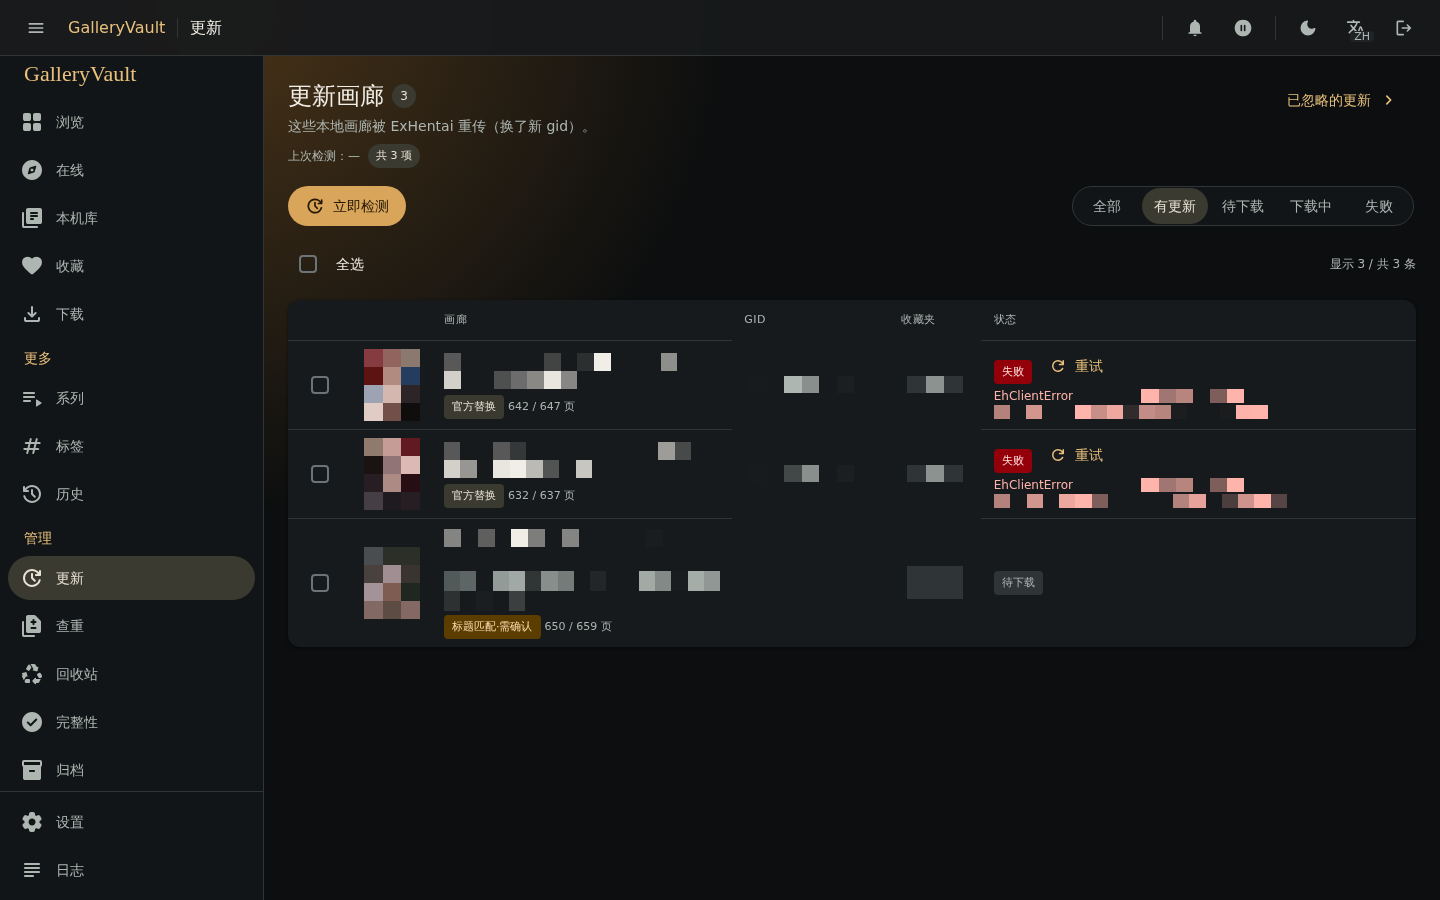 GalleryVault
更新
ZH
GalleryVault
浏览
在线
本机库
收藏
下载
更多
系列
标签
历史
管理
更新
查重
回收站
完整性
归档
设置
日志
更新画廊 3
已忽略的更新
这些本地画廊被 ExHentai 重传（换了新 gid）。
上次检测：— 共 3 项
立即检测
全部 有更新 待下载 下载中 失败
全选
显示 3 / 共 3 条
画廊 GID 收藏夹 状态
失败 重试
EhClientError
官方替换 642 / 647 页
失败 重试
EhClientError
官方替换 632 / 637 页
待下载
标题匹配·需确认 650 / 659 页